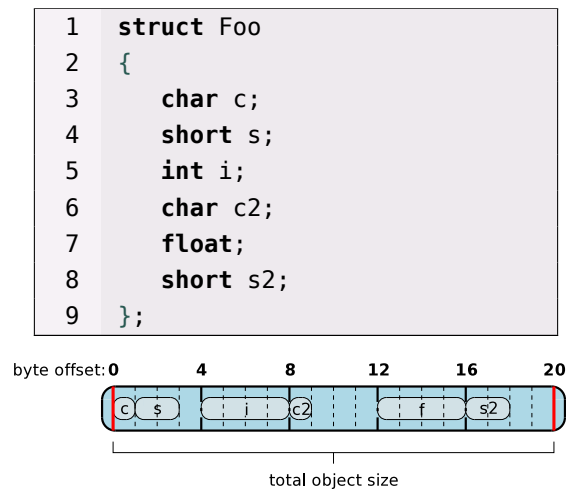 1 struct Foo
2 {
3 char c;
4 short s;
5 int i;
6 char c2;
7 float;
8 short s2;
9 };
byte offset: 0 4 8 12 16 20
c s i c2 f s2
total object size